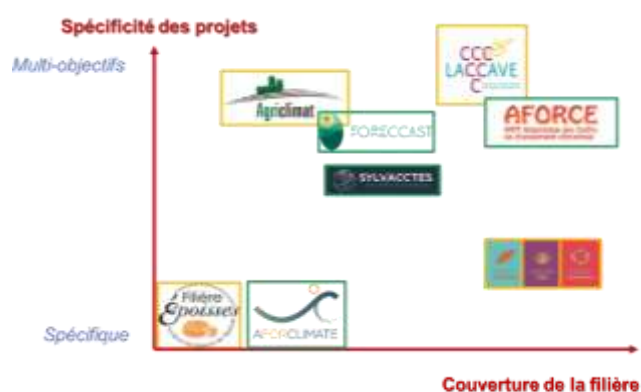 Spécificité des projets
Multi-objectifs
CCC
LACCAVE
C
Agriclimat
FORECCAST
AFORCE
SYLVACCTES
Filière
Epoisses
AFORCLIMATE
Spécifique
Couverture de la filière